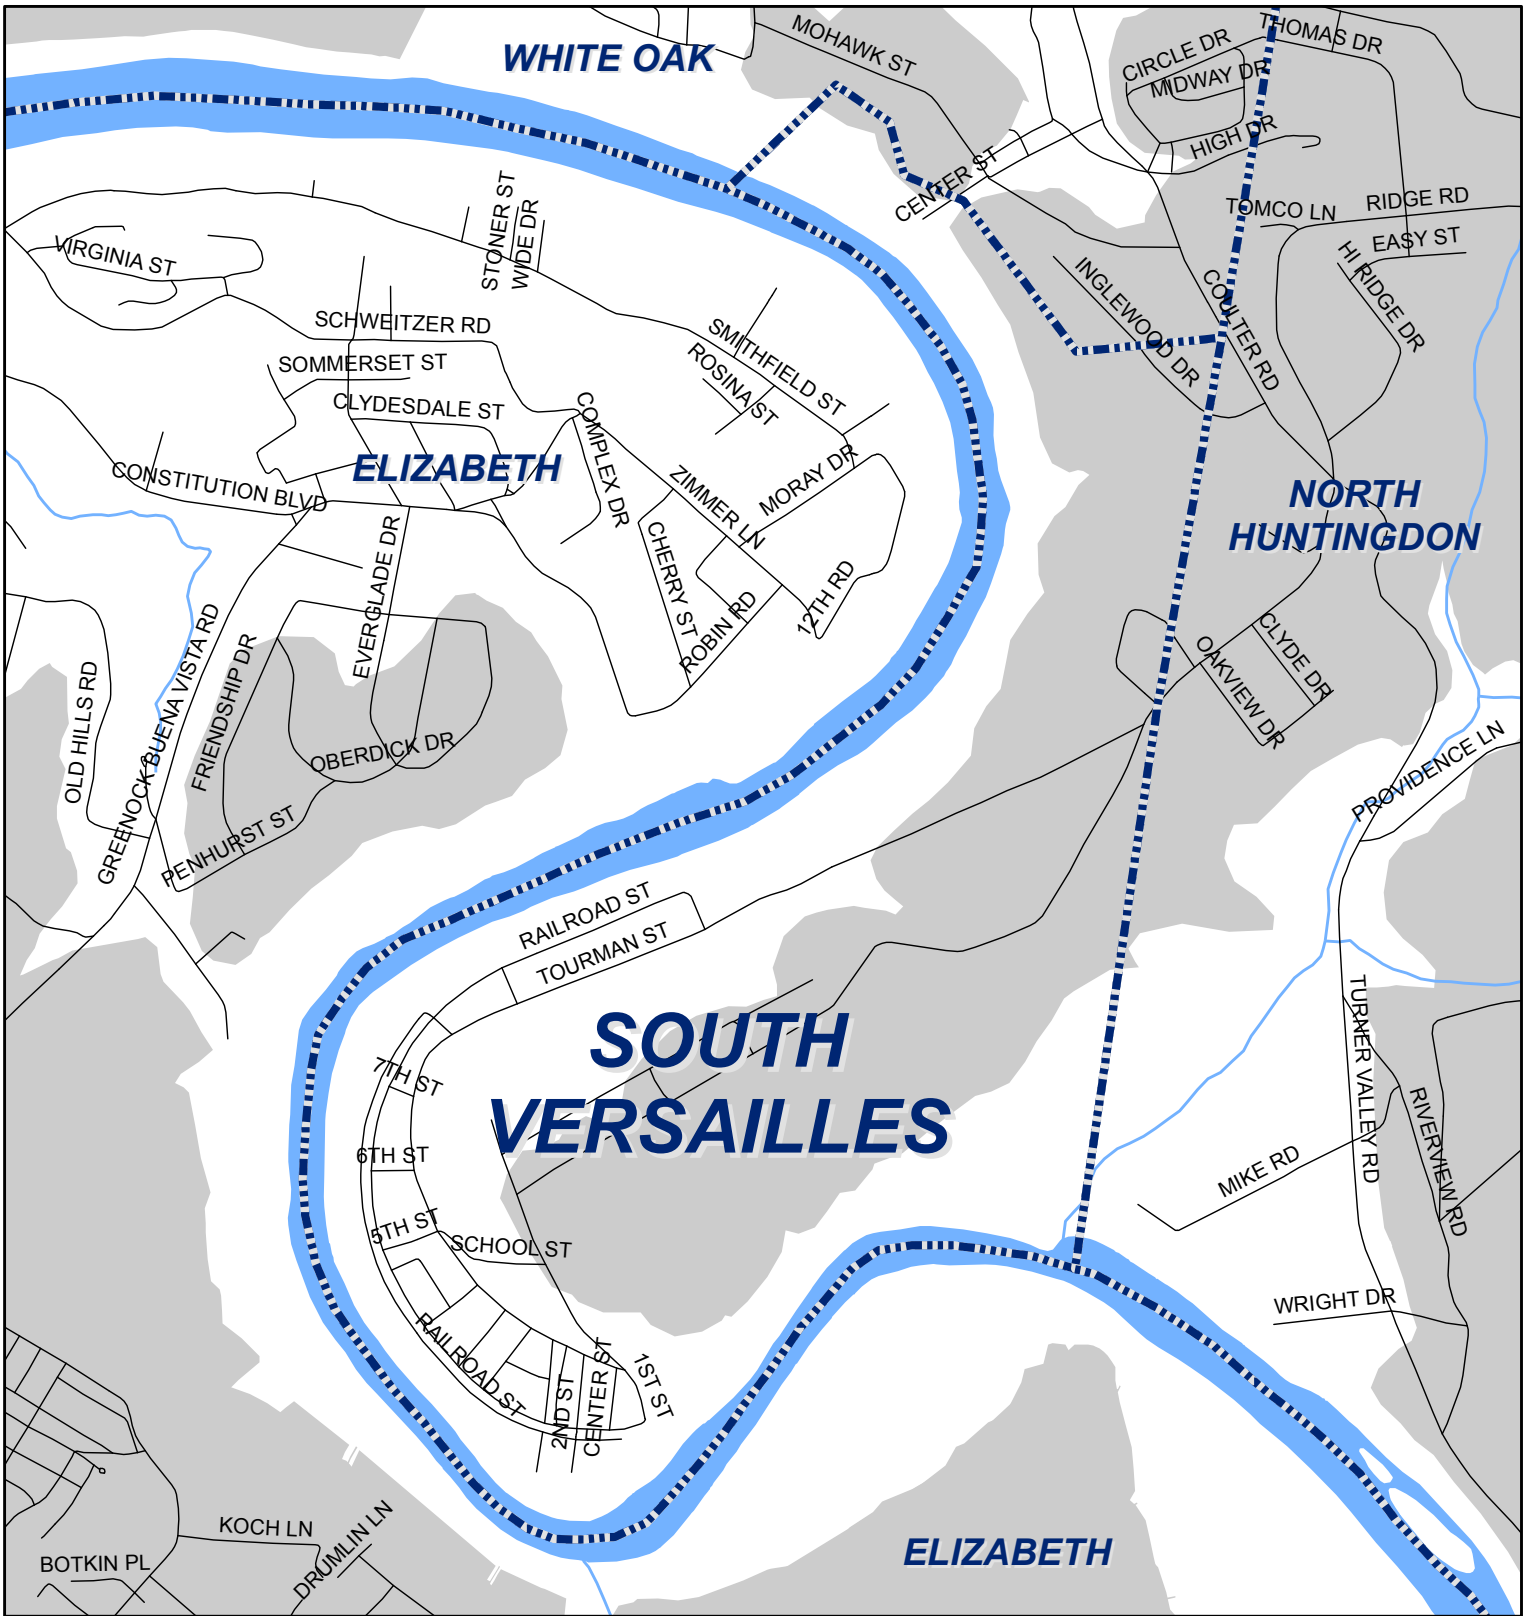 MOHAWK ST
THOMAS DR
WHITE OAK
CIRCLE DR
MIDWAY DR
HIGH DR
CENTER ST
STONER ST
WIDE DR
TOMCO LN
RIDGE RD
EASY ST
HI RIDGE DR
VIRGINIA ST
INGLEWOOD DR
COULTER RD
SCHWEITZER RD
SOMMERSET ST
SMITHFIELD ST
ROSINA ST
CLYDESDALE ST
COMPLEX DR
ELIZABETH
CONSTITUTION BLVD
ZIMMER LN
MORAY DR
NORTH
HUNTINGDON
EVERGLADE DR
CHERRY ST
12TH RD
ROBIN RD
GREENOCK BUENA VISTA RD
FRIENDSHIP DR
OLD HILLS RD
CLYDE DR
OAKVIEW DR
OBERDICK DR
PROVIDENCE LN
PENHURST ST
RAILROAD ST
TOURMAN ST
SOUTH
VERSAILLES
7TH ST
TURNER VALLEY RD
RIVERVIEW RD
6TH ST
MIKE RD
5TH ST
SCHOOL ST
WRIGHT DR
RAILROAD ST
2ND ST
CENTER ST
1ST ST
KOCH LN
DRUMLIN LN
BOTKIN PL
ELIZABETH